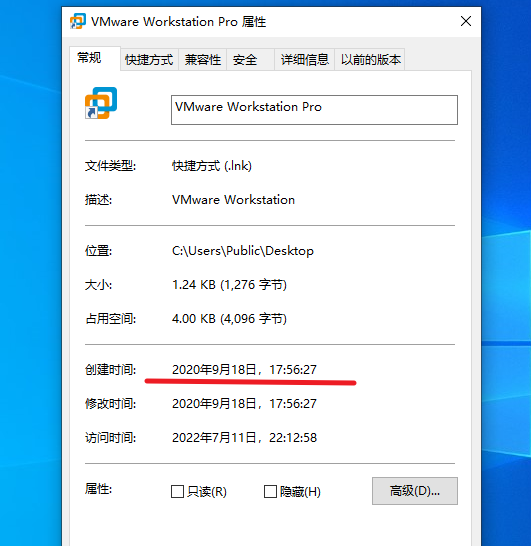 VMware Workstation Pro 属性
常规 快捷方式 兼容性 安全 详细信息 以前的版本
VMware Workstation Pro
文件类型: 快捷方式 (.lnk)
描述: VMware Workstation
位置: C:\Users\Public\Desktop
大小: 1.24 KB (1,276 字节)
占用空间: 4.00 KB (4,096 字节)
创建时间: 2020年9月18日，17:56:27
修改时间: 2020年9月18日，17:56:27
访问时间: 2022年7月11日，22:12:58
属性: 只读(R) 隐藏(H) 高级(D)...